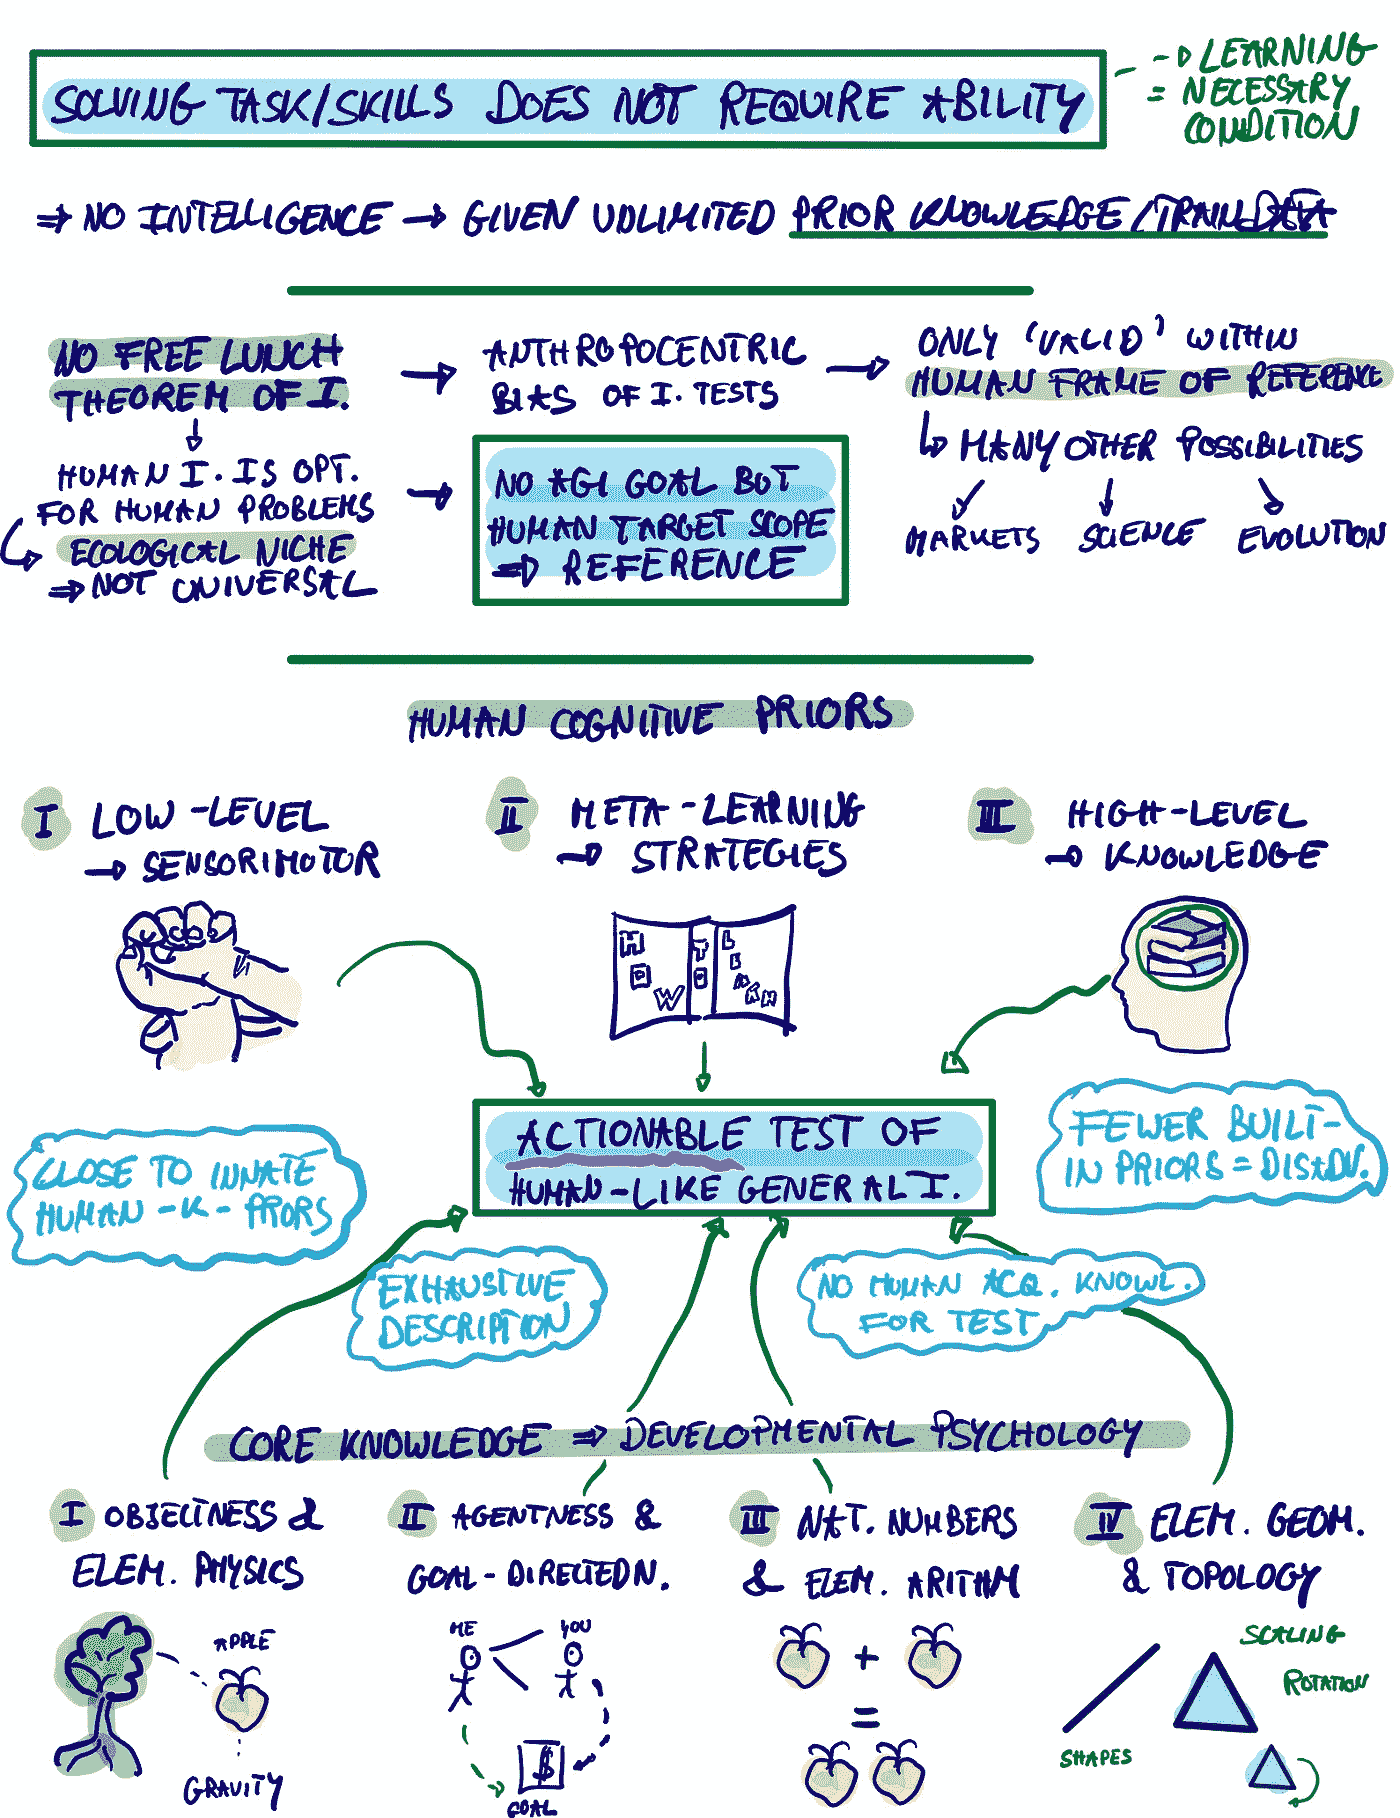 SOLVING TASK/SKILLS DOES NOT REQUIRE ABILITY
→ LEARNING
= NECESSARY
CONDITION
⇒ NO INTELLIGENCE → GIVEN UNLIMITED PRIOR KNOWLEDGE/TRAIN DATA
NO FREE LUNCH
THEOREM OF I.
HUMAN I. IS OPT.
FOR HUMAN PROBLEMS
ECOLOGICAL NICHE
⇒ NOT UNIVERSAL
ANTHROPOCENTRIC
BIAS OF I. TESTS
NO AGI GOAL BUT
HUMAN TARGET SCOPE
⇒ REFERENCE
ONLY 'VALID' WITHIN
HUMAN FRAME OF REFERENCE
↳ MANY OTHER POSSIBILITIES
MARKETS SCIENCE EVOLUTION
HUMAN COGNITIVE PRIORS
I LOW-LEVEL
→ SENSORIMOTOR
II META-LEARNING
→ STRATEGIES
III HIGH-LEVEL
→ KNOWLEDGE
HOW TO LEARN
ACTIONABLE TEST OF
HUMAN-LIKE GENERAL I.
FEWER BUILT-
IN PRIORS = DISADV.
CLOSE TO INNATE
HUMAN-K-PRIORS
EXHAUSTIVE
DESCRIPTION
NO HUMAN ACQ. KNOWL.
FOR TEST
CORE KNOWLEDGE ⇒ DEVELOPMENTAL PSYCHOLOGY
I OBJECTNESS &
ELEM. PHYSICS
APPLE
GRAVITY
II AGENTNESS &
GOAL-DIRECTEDN.
ME YOU
$
GOAL
III NAT. NUMBERS
& ELEM. ARITHM
+
=
IV ELEM. GEOM.
& TOPOLOGY
SCALING
ROTATION
SHAPES